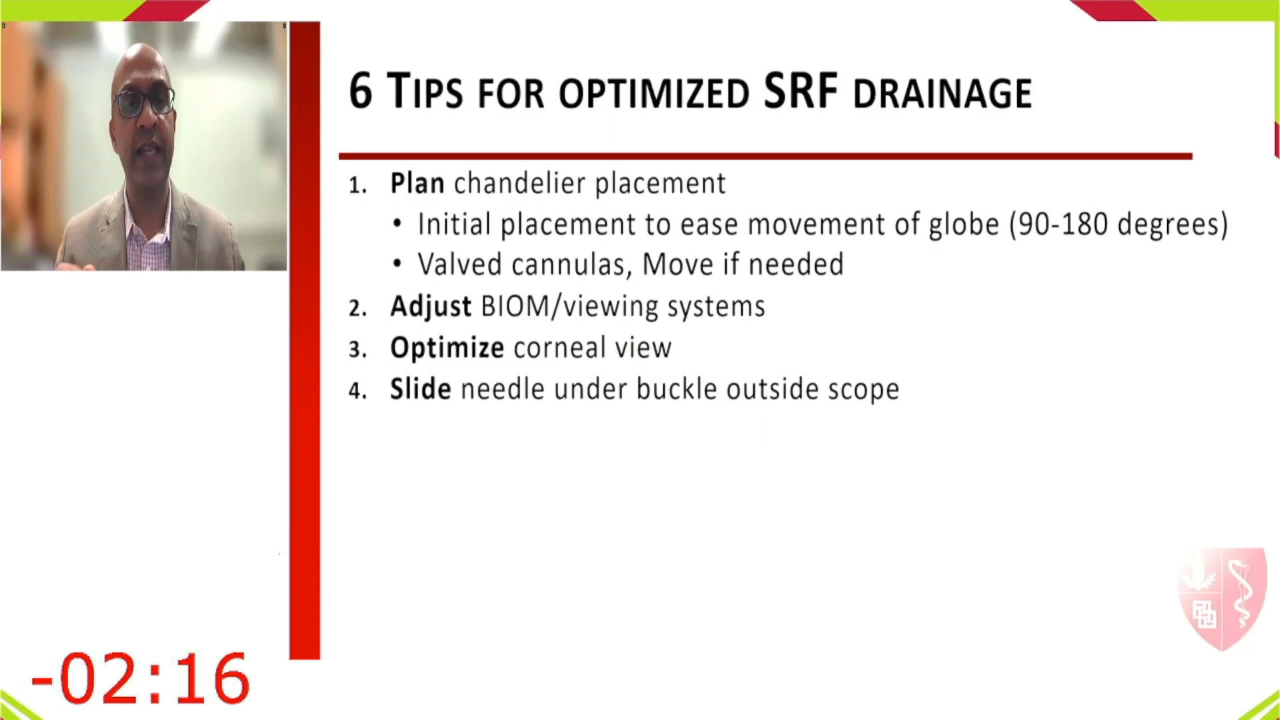 6 TIPS FOR OPTIMIZED SRF DRAINAGE
1. Plan chandelier placement
• Initial placement to ease movement of globe (90-180 degrees)
• Valved cannulas, Move if needed
2. Adjust BIOM/viewing systems
3. Optimize corneal view
4. Slide needle under buckle outside scope
-02:16